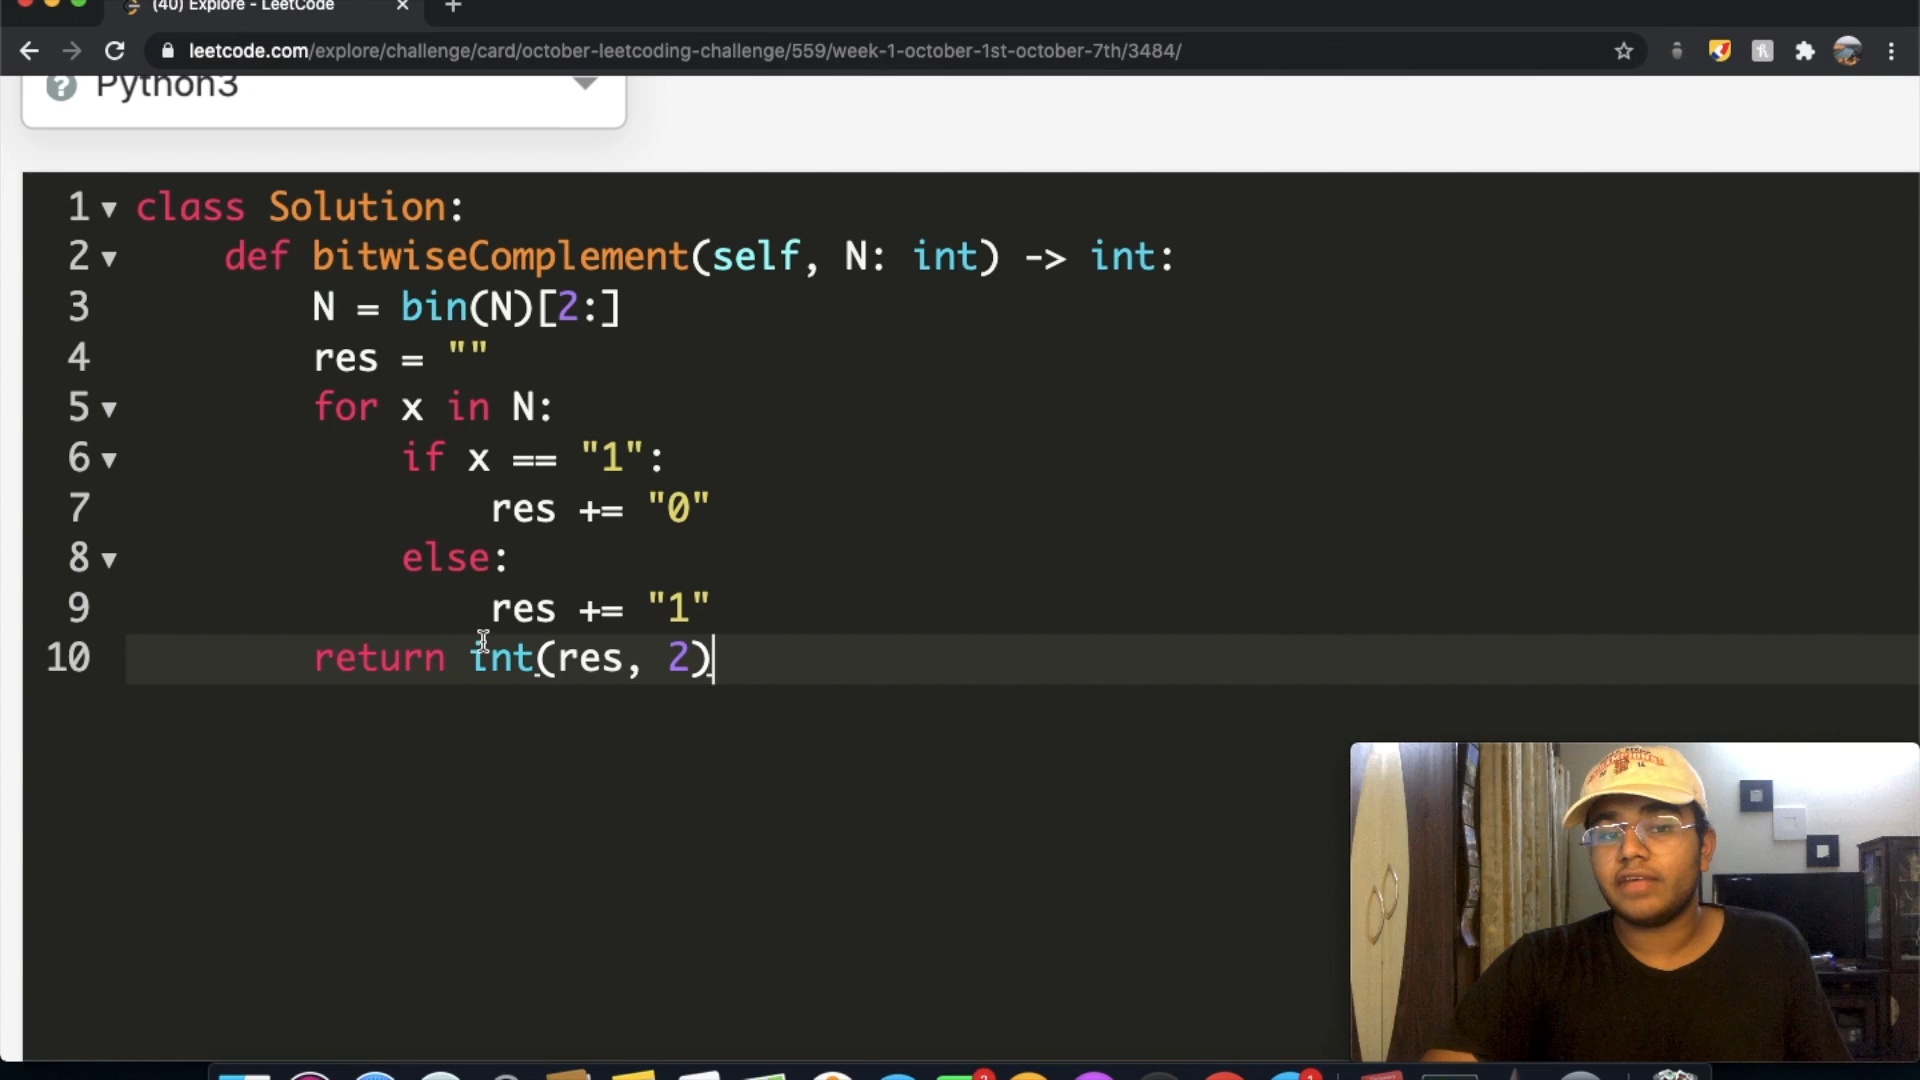 (40) Explore - LeetCode
leetcode.com/explore/challenge/card/october-leetcoding-challenge/559/week-1-october-1st-october-7th/3484/
Python3
1 class Solution:
2 def bitwiseComplement(self, N: int) -> int:
3 N = bin(N)[2:]
4 res = ""
5 for x in N:
6 if x == "1":
7 res += "0"
8 else:
9 res += "1"
10 return int(res, 2)